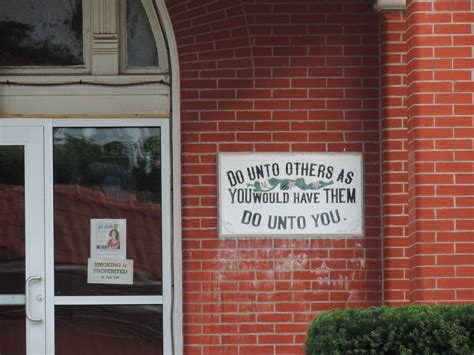 DO UNTO OTHERS AS
YOU WOULD HAVE THEM
DO UNTO YOU.
SMOKING IS
PROHIBITED